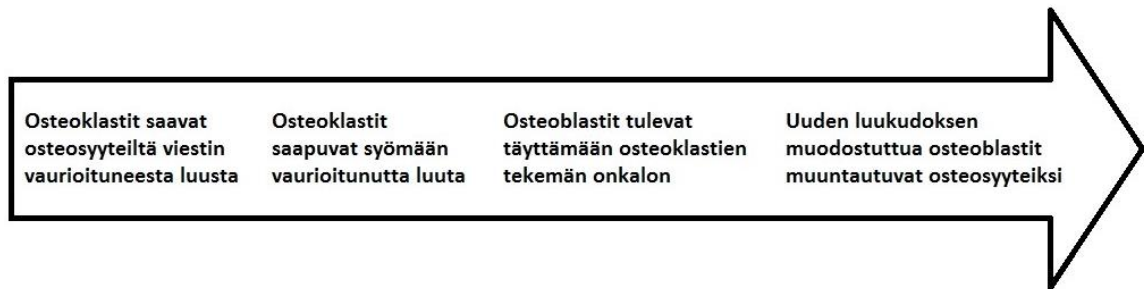 Osteoklastit saavat
osteosyyteiltä viestin
vaurioituneesta luusta
Osteoklastit
saapuvat syömään
vaurioitunutta luuta
Osteoblastit tulevat
täyttämään osteoklastien
tekemän onkalon
Uuden luukudoksen
muodostuttua osteoblastit
muuntautuvat osteosyyteiksi